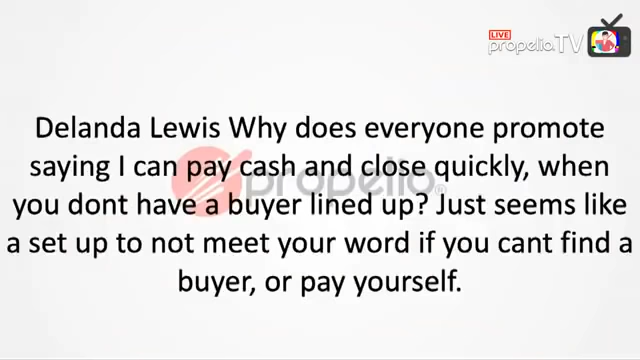 LIVE
propelio TV
Delanda Lewis Why does everyone promote
saying I can pay cash and close quickly, when
you dont have a buyer lined up? Just seems like
a set up to not meet your word if you cant find a
buyer, or pay yourself.
propelio